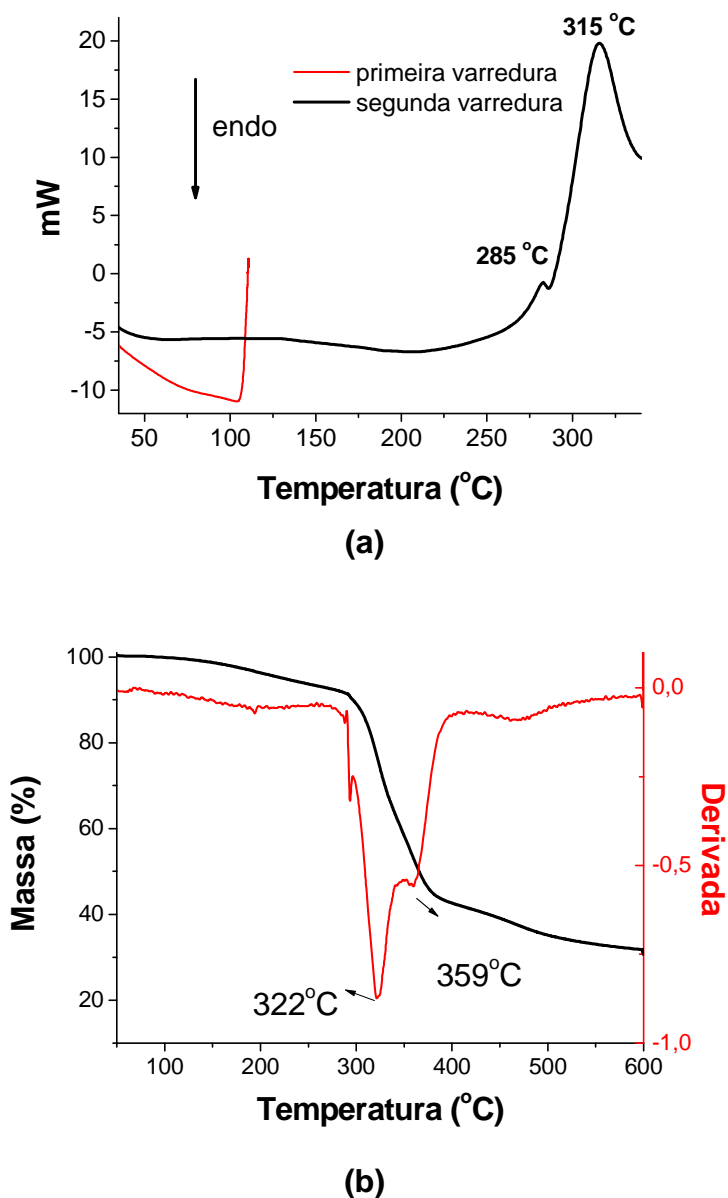 315 °C
20
primeira varredura
segunda varredura
15
endo
10
mW
5
285 °C
0
-5
-10
50 100 150 200 250 300
Temperatura (°C)
(a)
100
0,0
80
Massa (%)
60
-0,5
Derivada
40
359°C
322°C
20
-1,0
100 200 300 400 500 600
Temperatura (°C)
(b)